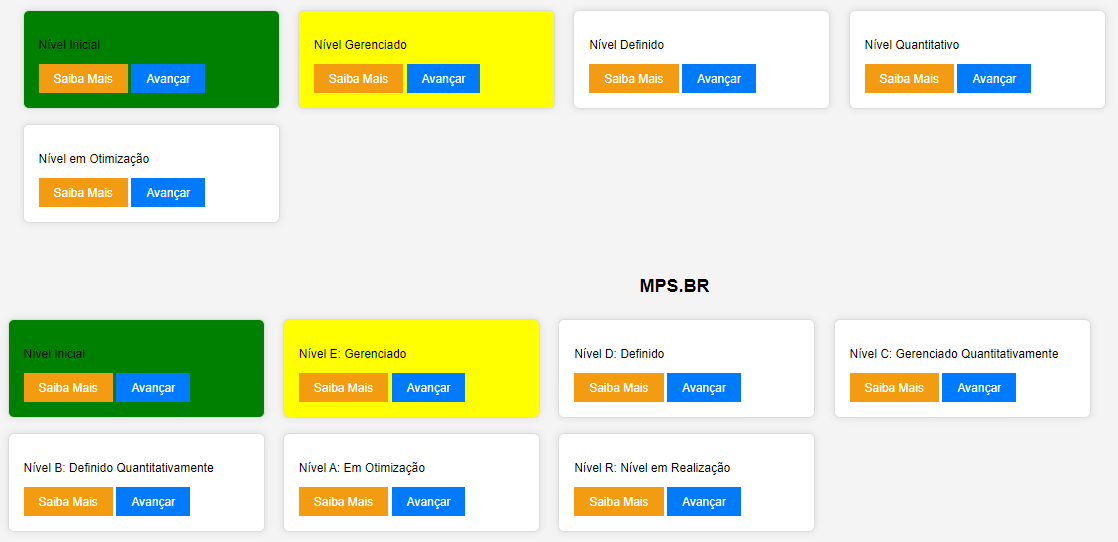 Nível Inicial
Saiba Mais Avançar
Nível Gerenciado
Saiba Mais Avançar
Nível Definido
Saiba Mais Avançar
Nível Quantitativo
Saiba Mais Avançar
Nível em Otimização
Saiba Mais Avançar
MPS.BR
Nível Inicial
Saiba Mais Avançar
Nível E: Gerenciado
Saiba Mais Avançar
Nível D: Definido
Saiba Mais Avançar
Nível C: Gerenciado Quantitativamente
Saiba Mais Avançar
Nível B: Definido Quantitativamente
Saiba Mais Avançar
Nível A: Em Otimização
Saiba Mais Avançar
Nível R: Nível em Realização
Saiba Mais Avançar